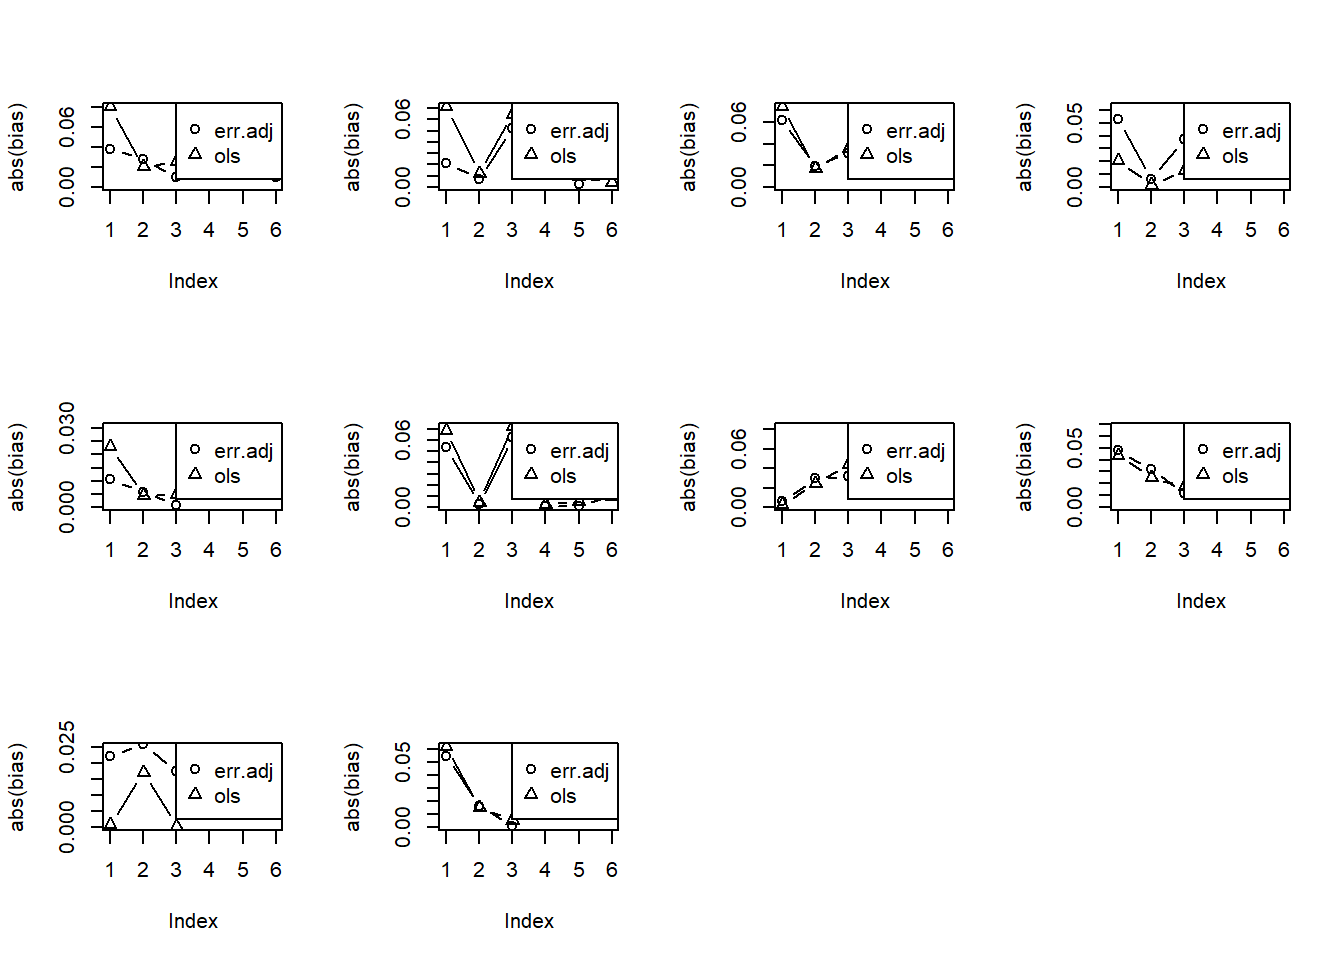 abs(bias)
0.00 0.06
err.adj
ols
1 2 3 4 5 6
Index
abs(bias)
0.00 0.06
err.adj
ols
1 2 3 4 5 6
Index
abs(bias)
0.00 0.06
err.adj
ols
1 2 3 4 5 6
Index
abs(bias)
0.00 0.05
err.adj
ols
1 2 3 4 5 6
Index
abs(bias)
0.000 0.030
err.adj
ols
1 2 3 4 5 6
Index
abs(bias)
0.00 0.06
err.adj
ols
1 2 3 4 5 6
Index
abs(bias)
0.00 0.06
err.adj
ols
1 2 3 4 5 6
Index
abs(bias)
0.00 0.05
err.adj
ols
1 2 3 4 5 6
Index
abs(bias)
0.000 0.025
err.adj
ols
1 2 3 4 5 6
Index
abs(bias)
0.00 0.05
err.adj
ols
1 2 3 4 5 6
Index